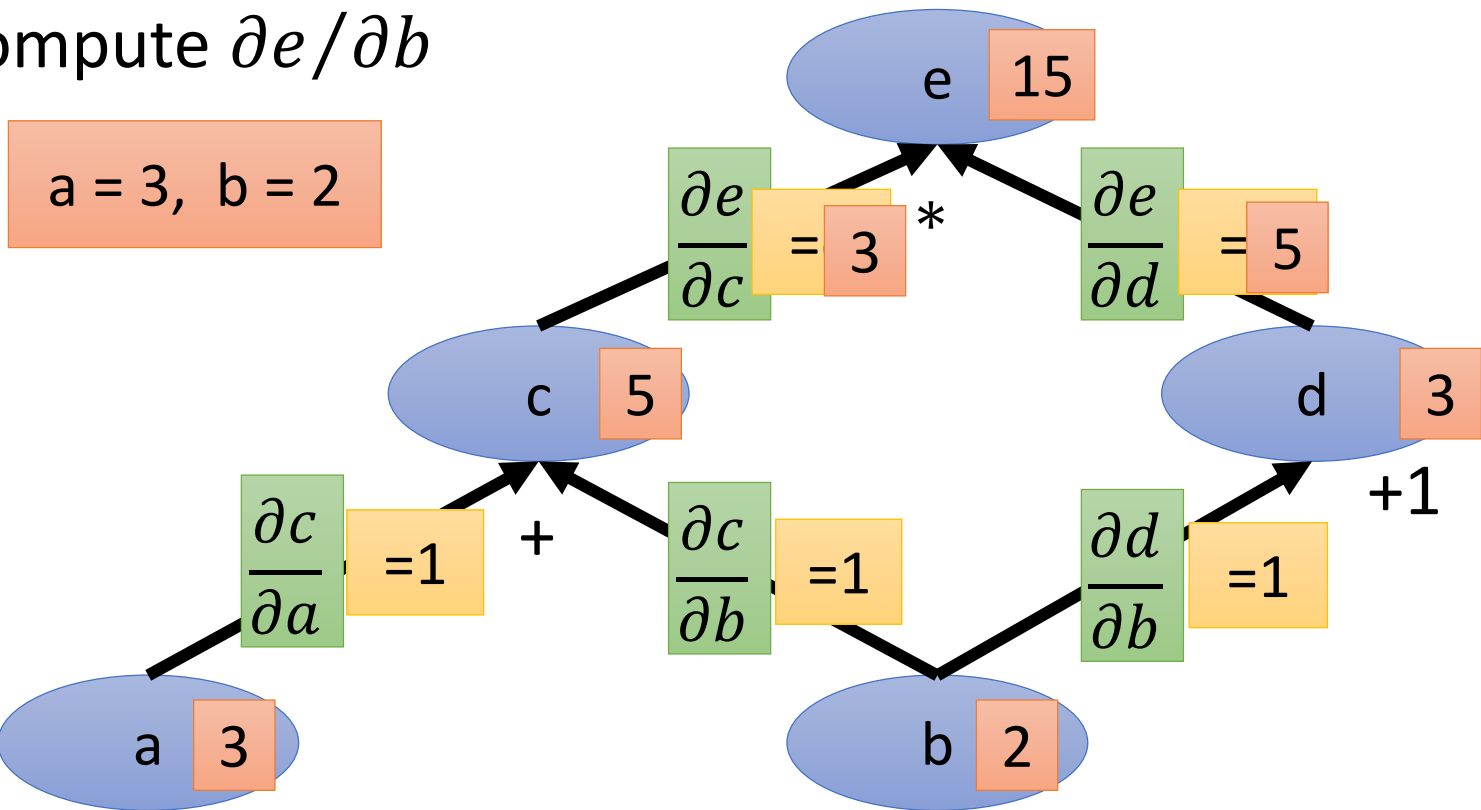 ompute ∂e/∂b
a = 3, b = 2
e 15
∂e/∂c = 3
*
∂e/∂d = 5
c 5
d 3
∂c/∂a =1
+
∂c/∂b =1
∂d/∂b =1
+1
a 3
b 2